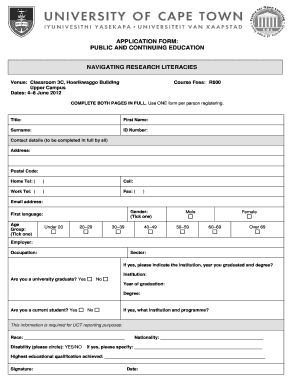 UNIVERSITY OF CAPE TOWN
IYUNIVESITHI YASEKAPA • UNIVERSITEIT VAN KAAPSTAD
APPLICATION FORM:
PUBLIC AND CONTINUING EDUCATION
NAVIGATING RESEARCH LITERACIES
Venue: Classroom 3C, Hoerikwaggo Building Course Fees: R600
Upper Campus
Dates: 4–8 June 2012
COMPLETE BOTH PAGES IN FULL. Use ONE form per person registering.
Title: First Name:
Surname: ID Number:
Contact details (to be completed in full by all)
Address:
Postal Code:
Home Tel: ( ) Cell:
Work Tel: ( ) Fax: ( )
Email address:
First language: Gender: (Tick one) Male Female
Age Group: (Tick one) Under 20 20–29 30–39 40–49 50–59 60–69 Over 69
Employer:
Occupation: Sector:
Are you a university graduate? Yes No If yes, please indicate the institution, year you graduated and degree?
Institution:
Year of graduation:
Degree:
Are you a current student? Yes No If yes, what institution and programme?
This information is required for UCT reporting purposes:
Race: Nationality:
Disability (please circle): YES/NO If yes, please specify:
Highest educational qualification achieved:
Signature: Date: